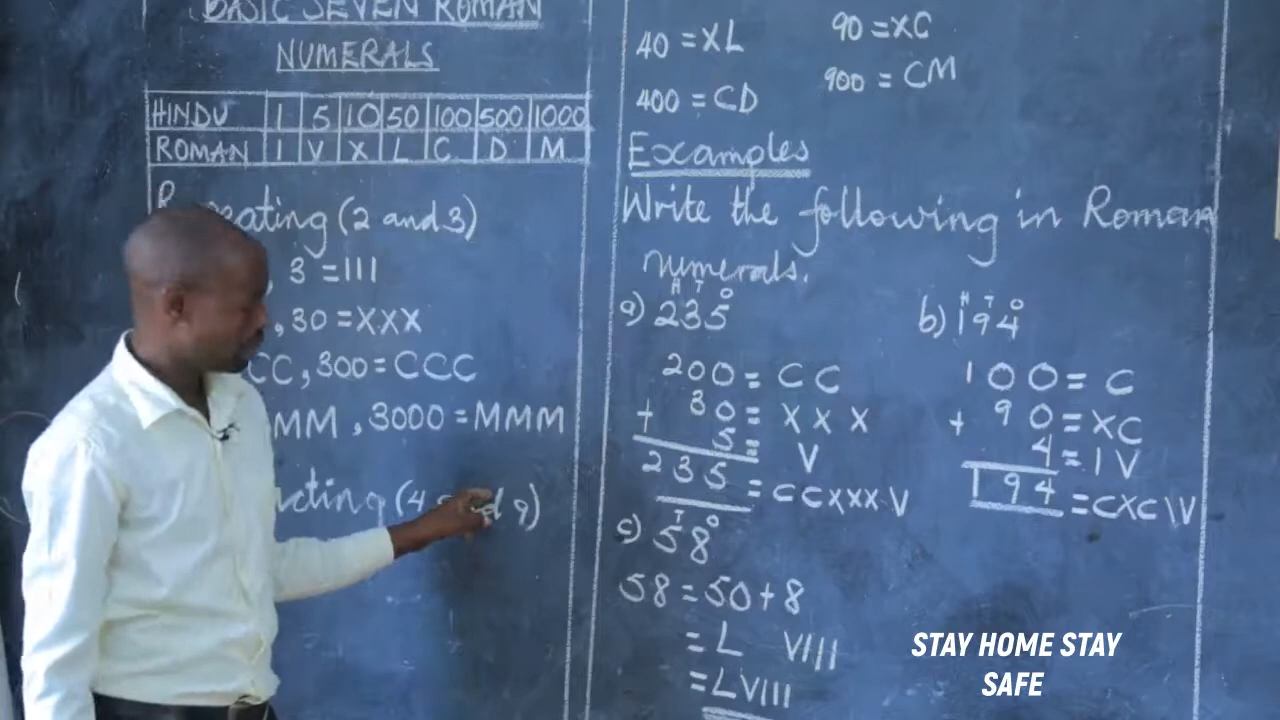 BASIC SEVEN ROMAN
NUMERALS
HINDU 1 5 10 50 100 500 1000
ROMAN I V X L C D M
(2 and 3)
3 = III
, 30 = XXX
CC, 300 = CCC
MM, 3000 = MMM
(4 9)
40 = XL
90 = XC
400 = CD
900 = CM
Examples
Write the following in Roman
numerals.
H T O
a) 235
200 = CC
+ 30 = XXX
5 = V
235 = CCXXXV
H T O
b) 194
100 = C
+ 90 = XC
4 = IV
194 = CXCIV
T O
c) 58
58 = 50 + 8
= L VIII
= LVIII
STAY HOME STAY
SAFE